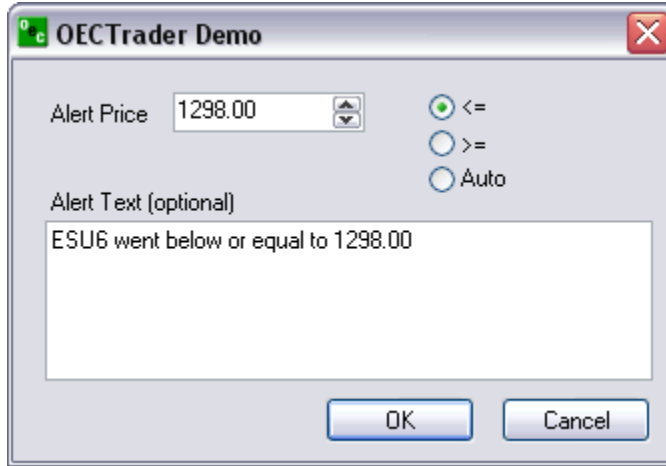 Oec OECTrader Demo
Alert Price 1298.00 <=
>=
Auto
Alert Text (optional)
ESU6 went below or equal to 1298.00
OK Cancel